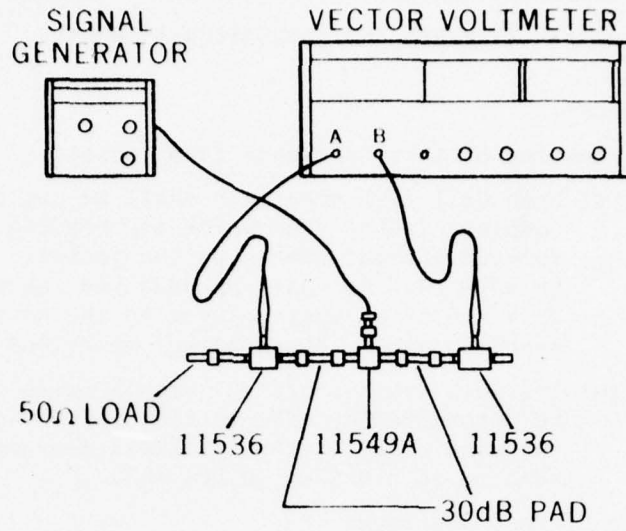 SIGNAL
GENERATOR
VECTOR VOLTMETER
A B
50Ω LOAD
11536
11549A
11536
30dB PAD